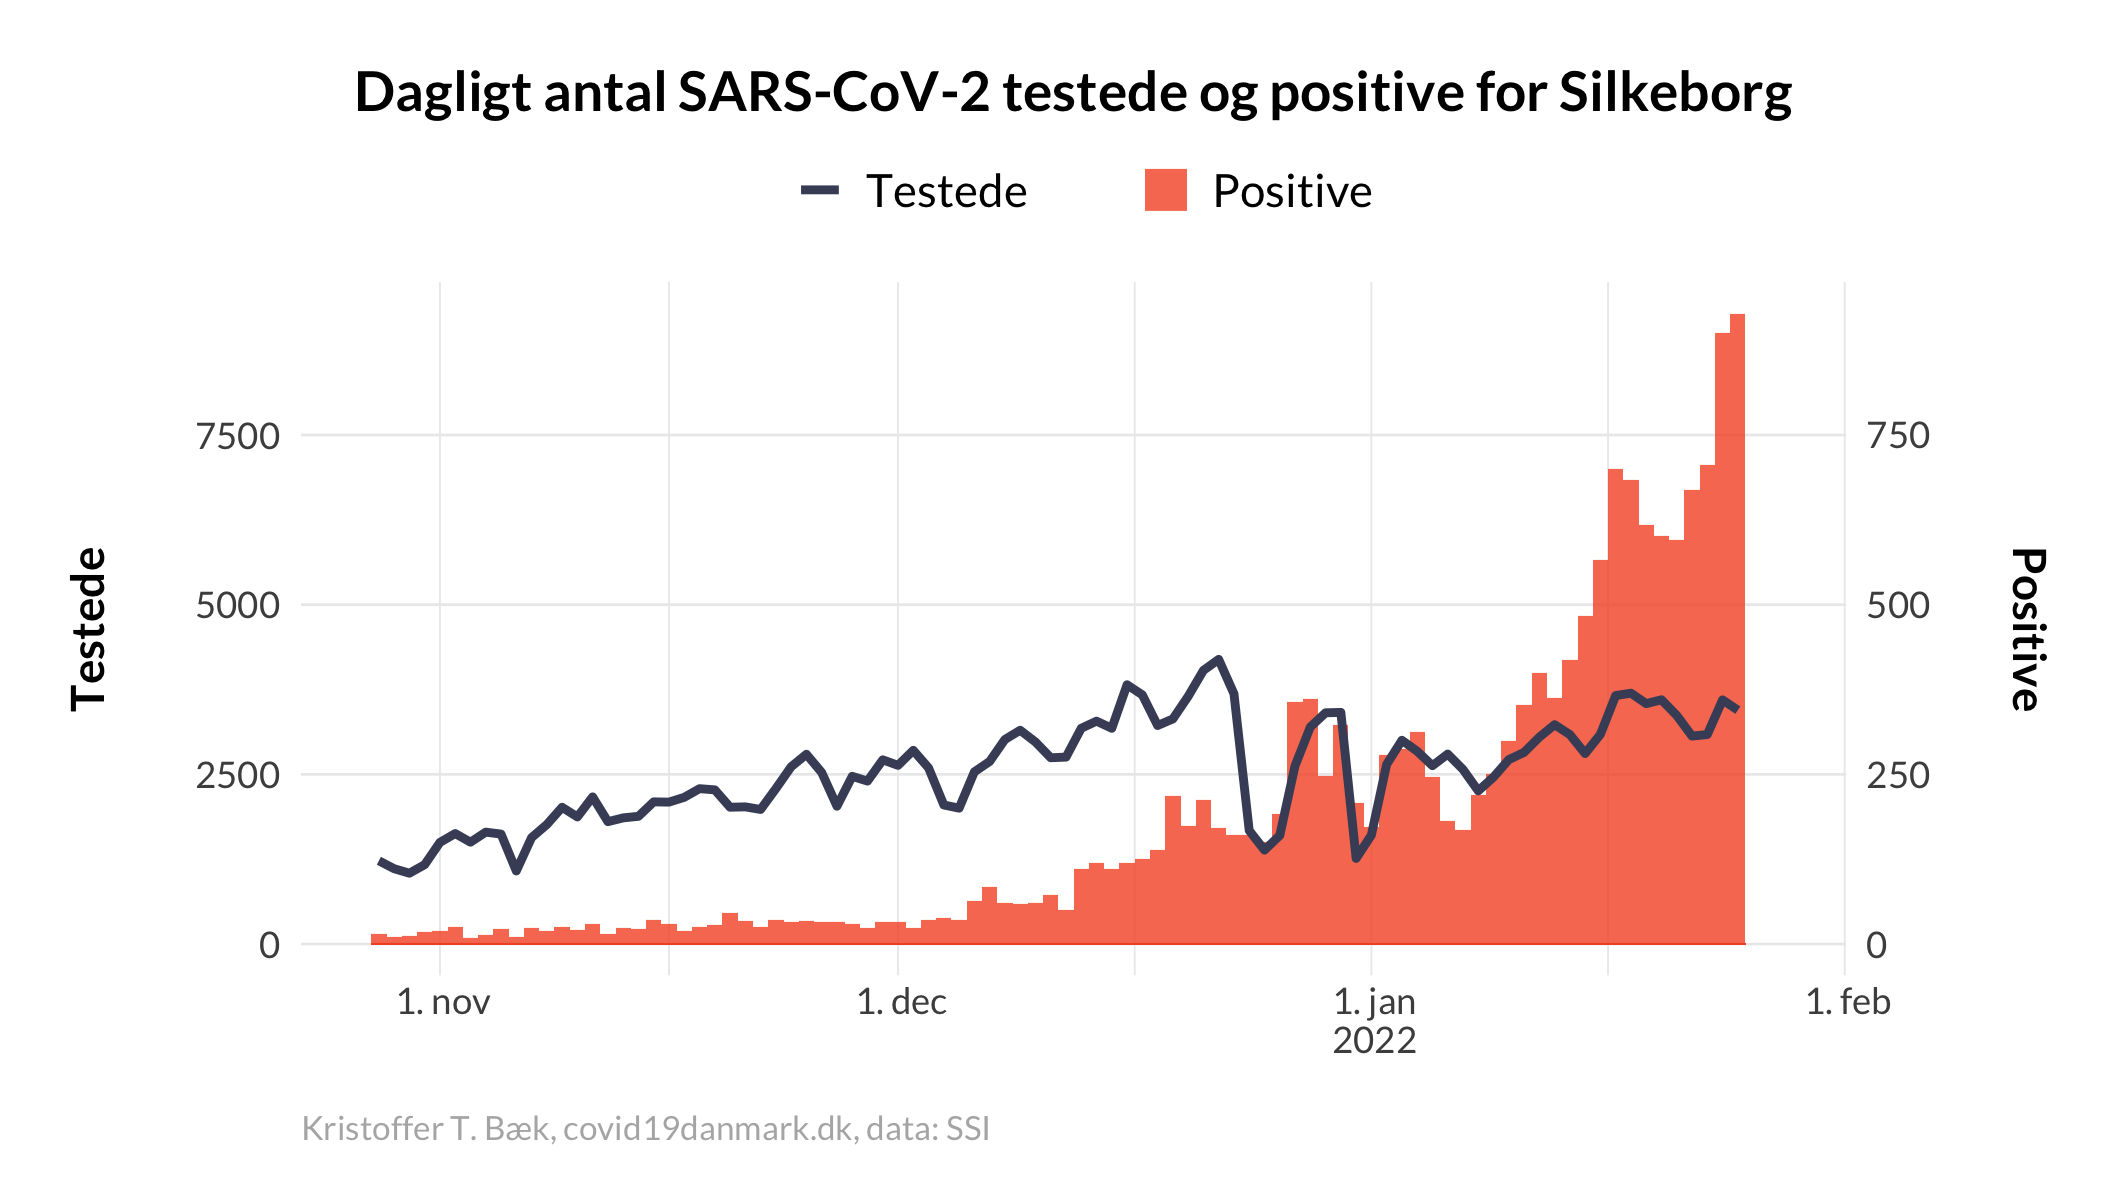 Dagligt antal SARS-CoV-2 testede og positive for Silkeborg
Testede
Positive
7500
5000
2500
0
750
500
250
0
Testede
Positive
1. nov
1. dec
1. jan
2022
1. feb
Kristoffer T. Bæk, covid19danmark.dk, data: SSI